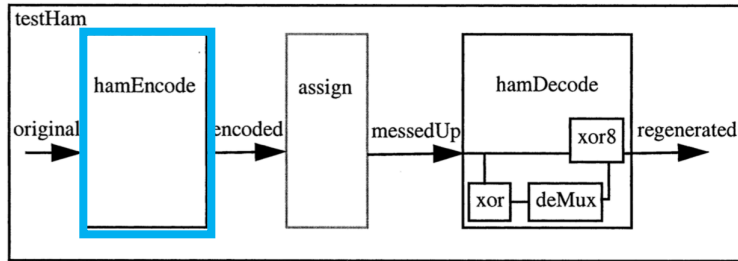 testHam
hamEncode
assign
hamDecode
original
encoded
messedUp
xor8
regenerated
xor
deMux